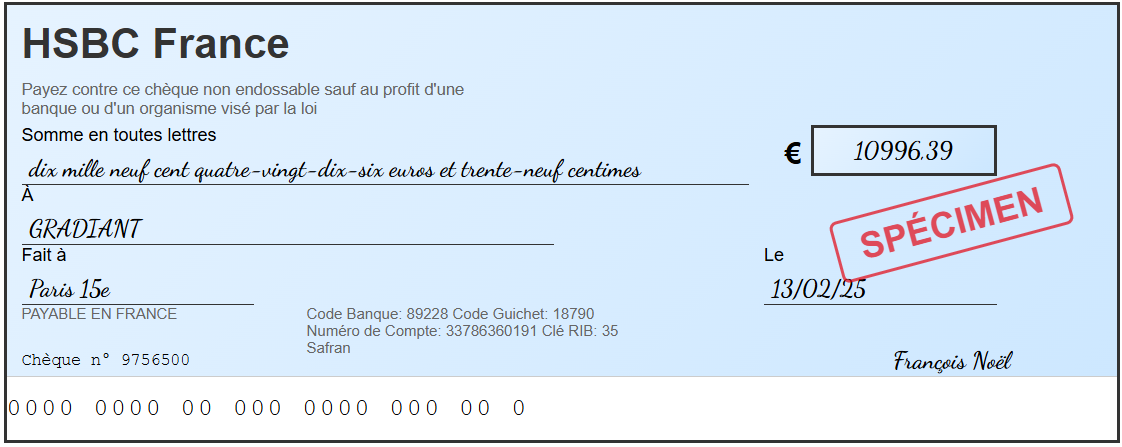 HSBC France
Payez contre ce chèque non endossable sauf au profit d'une
banque ou d'un organisme visé par la loi
Somme en toutes lettres
dix mille neuf cent quatre-vingt-dix-six euros et trente-neuf centimes
€ 10996.39
À
GRADIANT
SPÉCIMEN
Fait à
Le
Paris 15e
13/02/25
PAYABLE EN FRANCE
Code Banque: 89228 Code Guichet: 18790
Numéro de Compte: 33786360191 Clé RIB: 35
Safran
Chèque n° 9756500
François Noël
0000 0000 00 000 0000 000 00 0